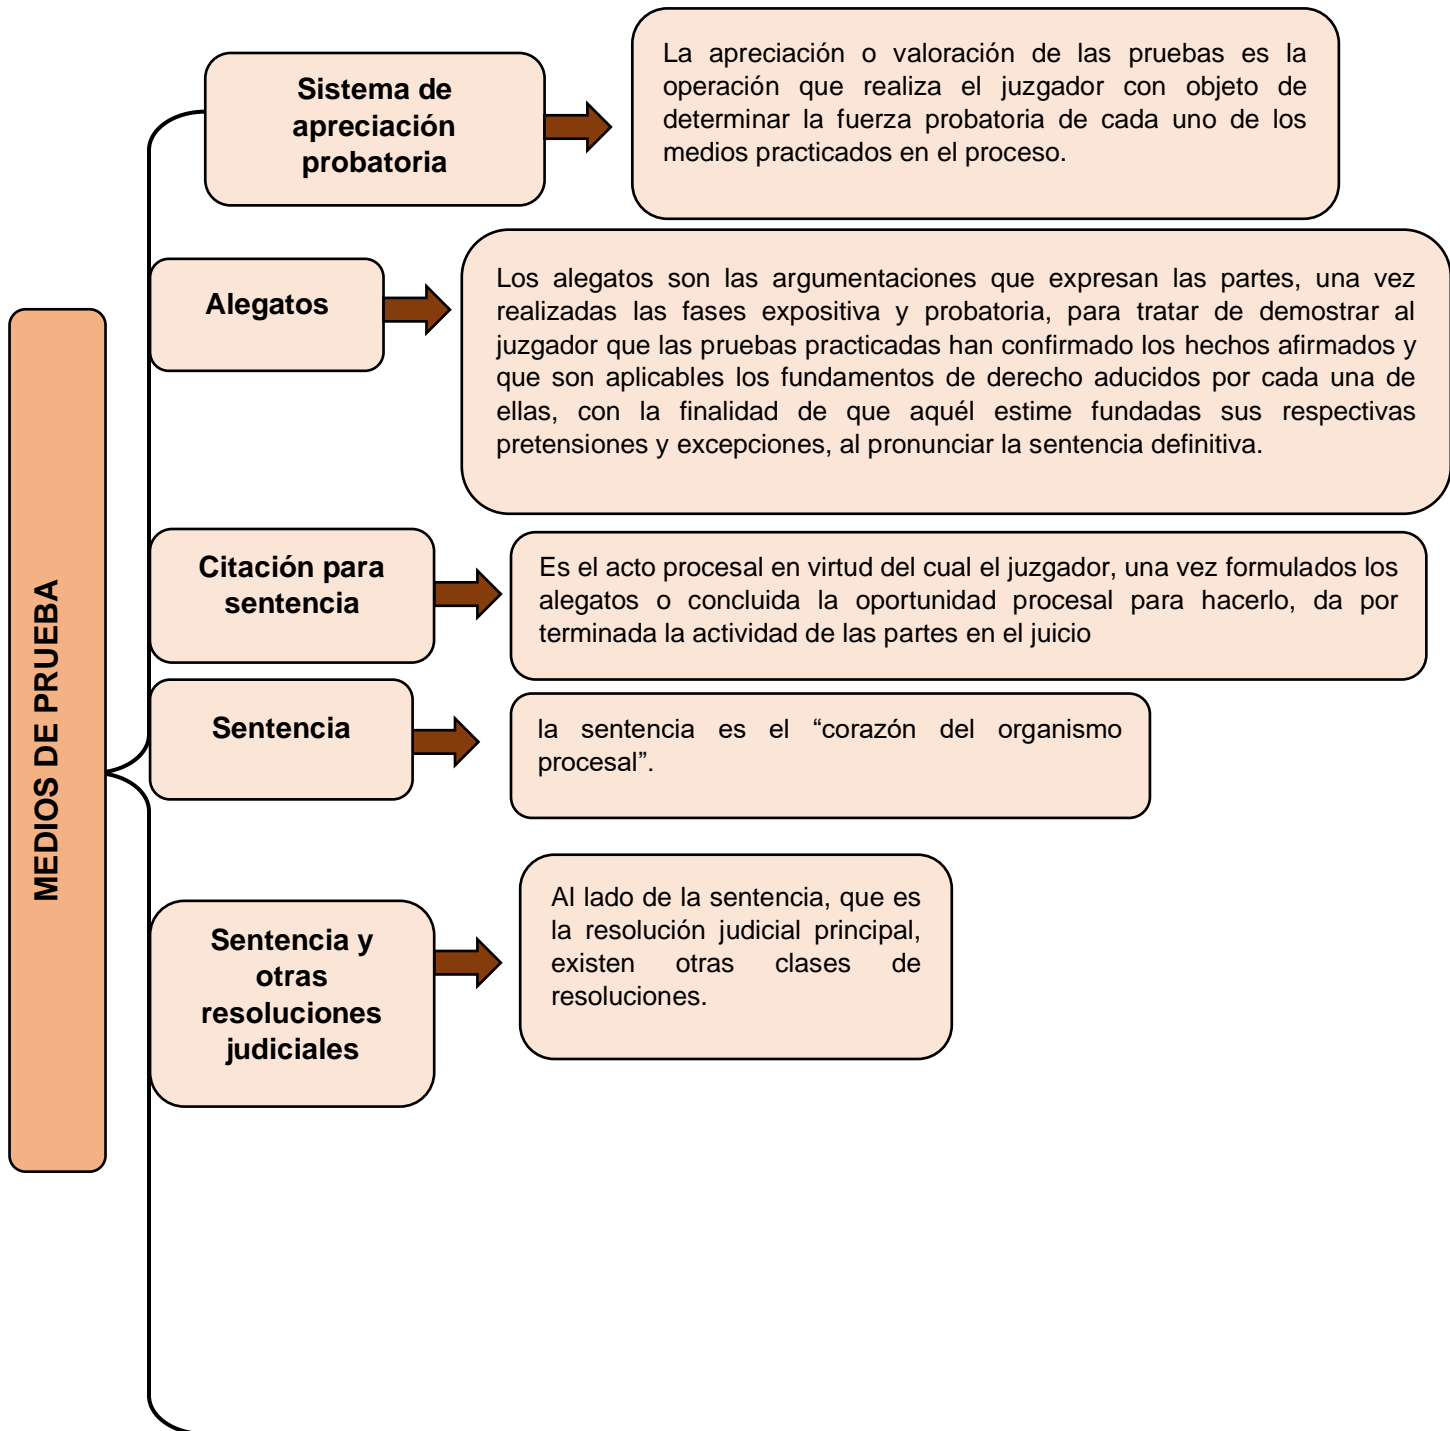 MEDIOS DE PRUEBA
Sistema de
apreciación
probatoria
La apreciación o valoración de las pruebas es la
operación que realiza el juzgador con objeto de
determinar la fuerza probatoria de cada uno de los
medios practicados en el proceso.
Alegatos
Los alegatos son las argumentaciones que expresan las partes, una vez
realizadas las fases expositiva y probatoria, para tratar de demostrar al
juzgador que las pruebas practicadas han confirmado los hechos afirmados y
que son aplicables los fundamentos de derecho aducidos por cada una de
ellas, con la finalidad de que aquél estime fundadas sus respectivas
pretensiones y excepciones, al pronunciar la sentencia definitiva.
Citación para
sentencia
Es el acto procesal en virtud del cual el juzgador, una vez formulados los
alegatos o concluida la oportunidad procesal para hacerlo, da por
terminada la actividad de las partes en el juicio
Sentencia
la sentencia es el “corazón del organismo
procesal”.
Sentencia y
otras
resoluciones
judiciales
Al lado de la sentencia, que es
la resolución judicial principal,
existen otras clases de
resoluciones.